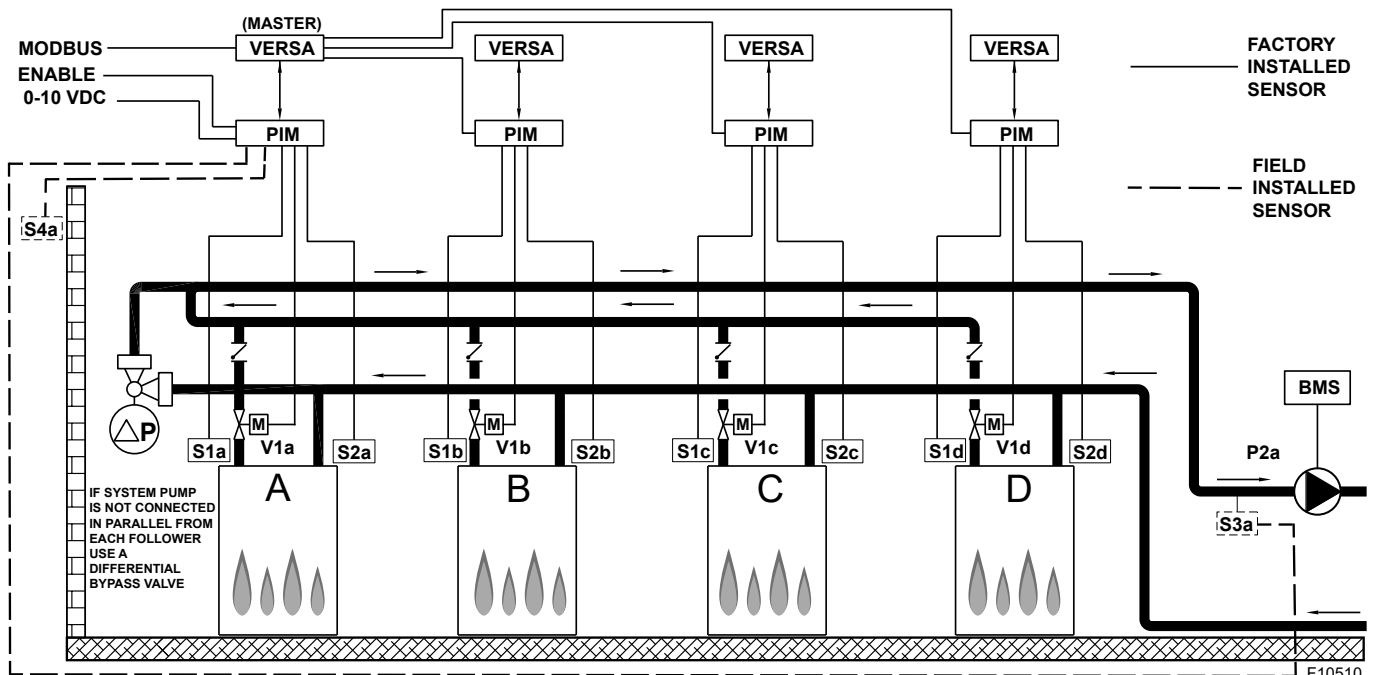 (MASTER)
MODBUS
VERSA
VERSA
VERSA
VERSA
ENABLE
0-10 VDC
PIM
PIM
PIM
PIM
FACTORY
INSTALLED
SENSOR
FIELD
INSTALLED
SENSOR
S4a
BMS
ΔP
M
M
M
M
S1a
V1a
S2a
S1b
V1b
S2b
S1c
V1c
S2c
S1d
V1d
S2d
P2a
A
B
C
D
S3a
IF SYSTEM PUMP
IS NOT CONNECTED
IN PARALLEL FROM
EACH FOLLOWER
USE A
DIFFERENTIAL
BYPASS VALVE
F10510